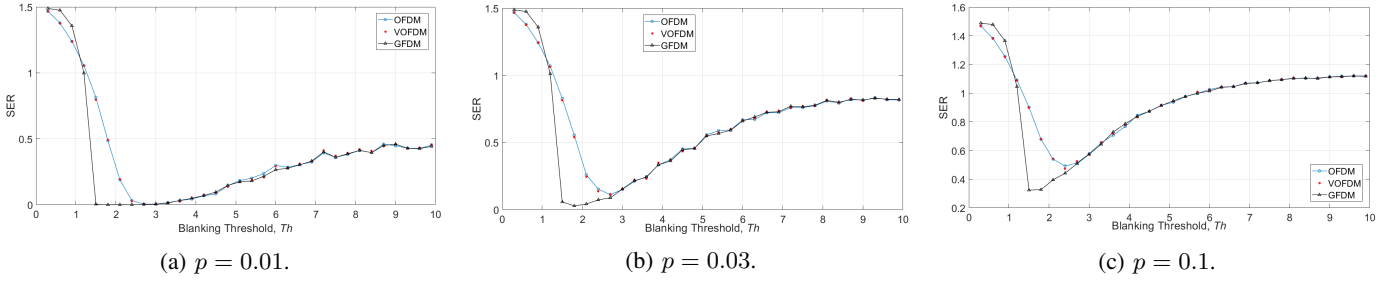 1.5
1
0.5
0
SER
0 1 2 3 4 5 6 7 8 9 10
Blanking Threshold, Th
OFDM
VOFDM
GFDM
(a) p = 0.01.
1.5
1
0.5
0
SER
0 1 2 3 4 5 6 7 8 9 10
Blanking Threshold, Th
OFDM
VOFDM
GFDM
(b) p = 0.03.
1.6
1.4
1.2
1
0.8
0.6
0.4
0.2
SER
0 1 2 3 4 5 6 7 8 9 10
Blanking Threshold, Th
OFDM
VOFDM
GFDM
(c) p = 0.1.